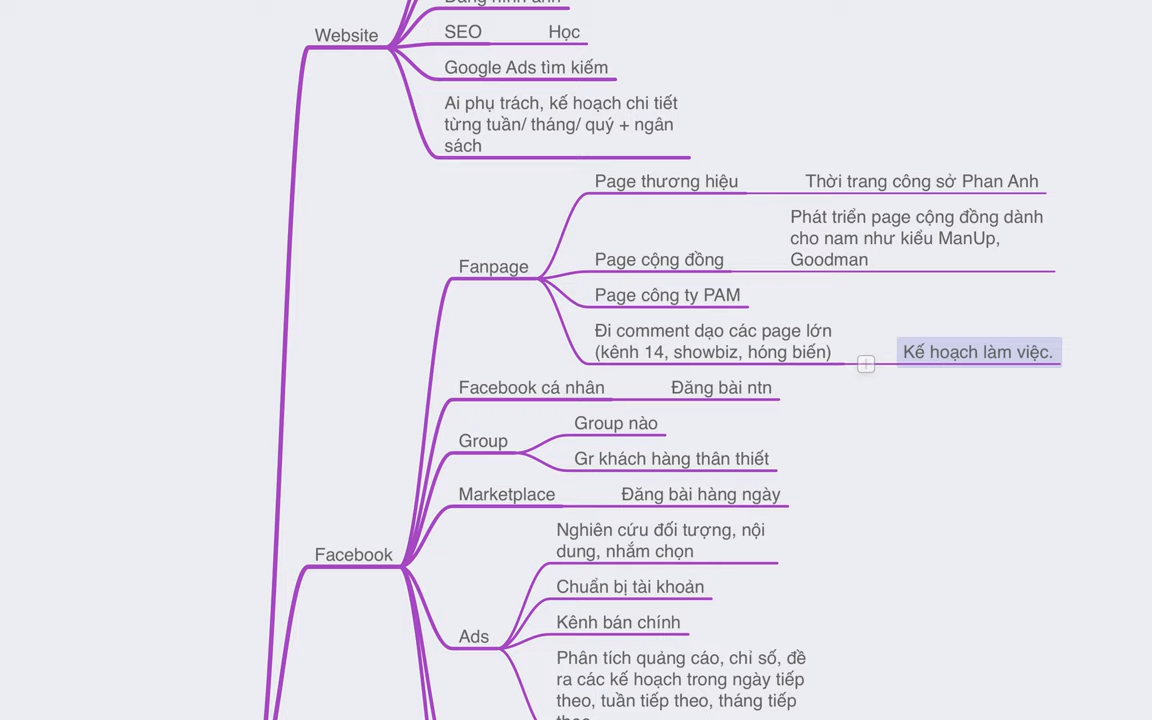 Đăng hình ảnh
Website
SEO
Học
Google Ads tìm kiếm
Ai phụ trách, kế hoạch chi tiết
từng tuần/ tháng/ quý + ngân
sách
Page thương hiệu
Thời trang công sở Phan Anh
Phát triển page cộng đồng dành
cho nam như kiểu ManUp,
Goodman
Page cộng đồng
Fanpage
Page công ty PAM
Đi comment dạo các page lớn
(kênh 14, showbiz, hóng biến)
Kế hoạch làm việc.
Facebook cá nhân
Đăng bài ntn
Group
Group nào
Gr khách hàng thân thiết
Marketplace
Đăng bài hàng ngày
Facebook
Nghiên cứu đối tượng, nội
dung, nhắm chọn
Chuẩn bị tài khoản
Kênh bán chính
Ads
Phân tích quảng cáo, chỉ số, đề
ra các kế hoạch trong ngày tiếp
theo, tuần tiếp theo, tháng tiếp
theo